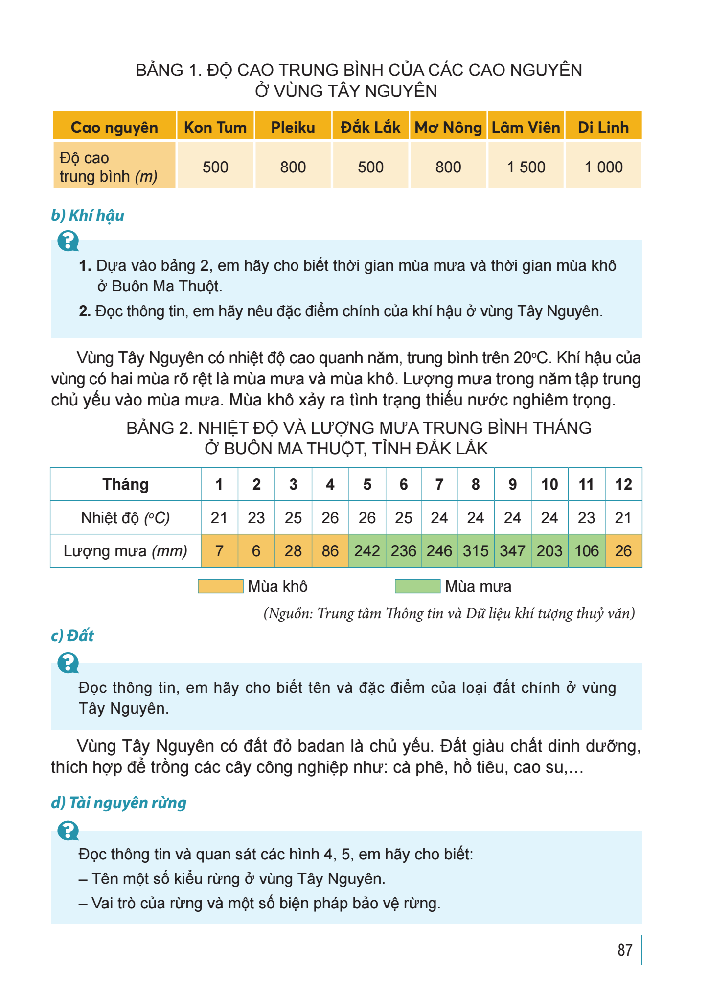 BẢNG 1. ĐỘ CAO TRUNG BÌNH CỦA CÁC CAO NGUYÊN
Ở VÙNG TÂY NGUYÊN
Cao nguyên Kon Tum Pleiku Đắk Lắk Mơ Nông Lâm Viên Di Linh
Độ cao
trung bình (m) 500 800 500 800 1 500 1 000
b) Khí hậu
1. Dựa vào bảng 2, em hãy cho biết thời gian mùa mưa và thời gian mùa khô
ở Buôn Ma Thuột.
2. Đọc thông tin, em hãy nêu đặc điểm chính của khí hậu ở vùng Tây Nguyên.
Vùng Tây Nguyên có nhiệt độ cao quanh năm, trung bình trên 20ºC. Khí hậu của
vùng có hai mùa rõ rệt là mùa mưa và mùa khô. Lượng mưa trong năm tập trung
chủ yếu vào mùa mưa. Mùa khô xảy ra tình trạng thiếu nước nghiêm trọng.
BẢNG 2. NHIỆT ĐỘ VÀ LƯỢNG MƯA TRUNG BÌNH THÁNG
Ở BUÔN MA THUỘT, TỈNH ĐẮK LẮK
Tháng 1 2 3 4 5 6 7 8 9 10 11 12
Nhiệt độ (ºC) 21 23 25 26 26 25 24 24 24 24 23 21
Lượng mưa (mm) 7 6 28 86 242 236 246 315 347 203 106 26
Mùa khô Mùa mưa
(Nguồn: Trung tâm Thông tin và Dữ liệu khí tượng thuỷ văn)
c) Đất
Đọc thông tin, em hãy cho biết tên và đặc điểm của loại đất chính ở vùng
Tây Nguyên.
Vùng Tây Nguyên có đất đỏ badan là chủ yếu. Đất giàu chất dinh dưỡng,
thích hợp để trồng các cây công nghiệp như: cà phê, hồ tiêu, cao su,…
d) Tài nguyên rừng
Đọc thông tin và quan sát các hình 4, 5, em hãy cho biết:
– Tên một số kiểu rừng ở vùng Tây Nguyên.
– Vai trò của rừng và một số biện pháp bảo vệ rừng.
87